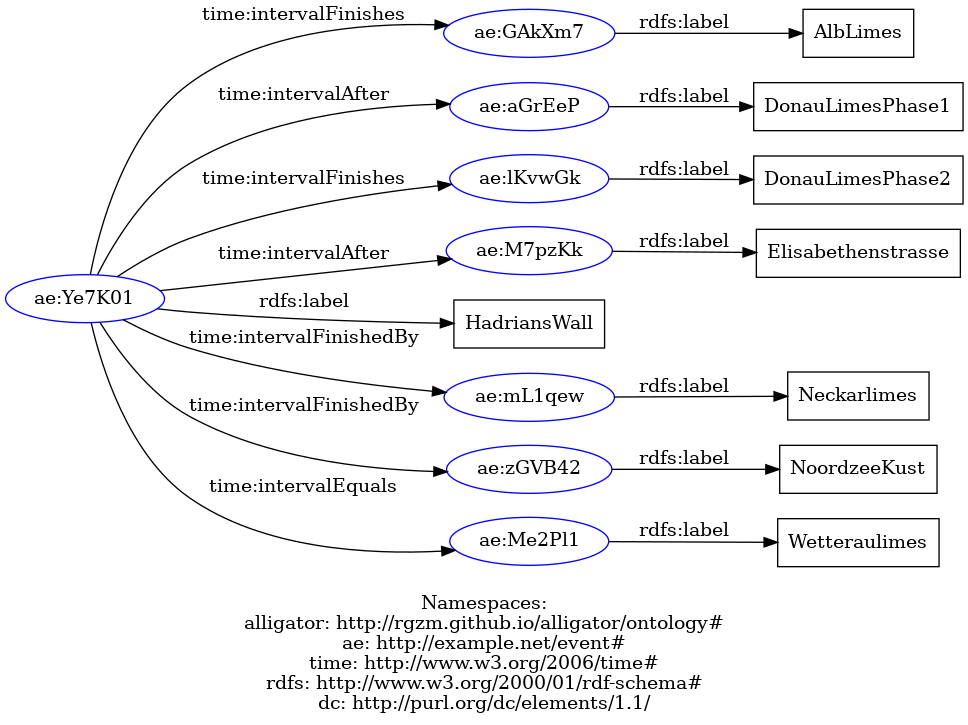 time:intervalFinishes
ae:GAkXm7
rdfs:label
AlbLimes
time:intervalAfter
ae:aGrEeP
rdfs:label
DonauLimesPhase1
time:intervalFinishes
ae:lKvwGk
rdfs:label
DonauLimesPhase2
time:intervalAfter
ae:M7pzKk
rdfs:label
Elisabethenstrasse
ae:Ye7K01
rdfs:label
HadriansWall
time:intervalFinishedBy
ae:mL1qew
rdfs:label
Neckarlimes
time:intervalFinishedBy
ae:zGVB42
rdfs:label
NoordzeeKust
time:intervalEquals
ae:Me2Pl1
rdfs:label
Wetteraulimes
Namespaces:
alligator: http://rgzm.github.io/alligator/ontology#
ae: http://example.net/event#
time: http://www.w3.org/2006/time#
rdfs: http://www.w3.org/2000/01/rdf-schema#
dc: http://purl.org/dc/elements/1.1/